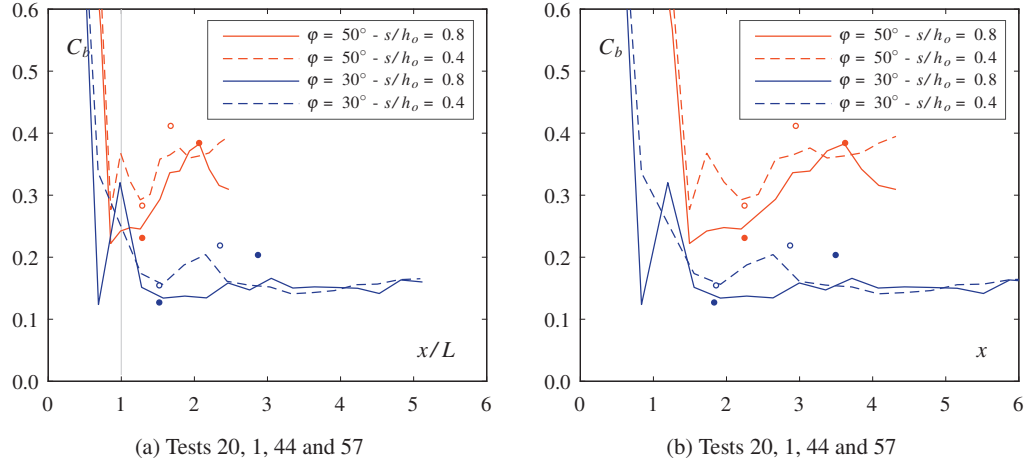 0.6
0.5
0.4
0.3
0.2
0.1
0.0
C_b
φ = 50° - s/h_o = 0.8
φ = 50° - s/h_o = 0.4
φ = 30° - s/h_o = 0.8
φ = 30° - s/h_o = 0.4
x/L
0 1 2 3 4 5 6
(a) Tests 20, 1, 44 and 57
0.6
0.5
0.4
0.3
0.2
0.1
0.0
C_b
φ = 50° - s/h_o = 0.8
φ = 50° - s/h_o = 0.4
φ = 30° - s/h_o = 0.8
φ = 30° - s/h_o = 0.4
x
0 1 2 3 4 5 6
(b) Tests 20, 1, 44 and 57